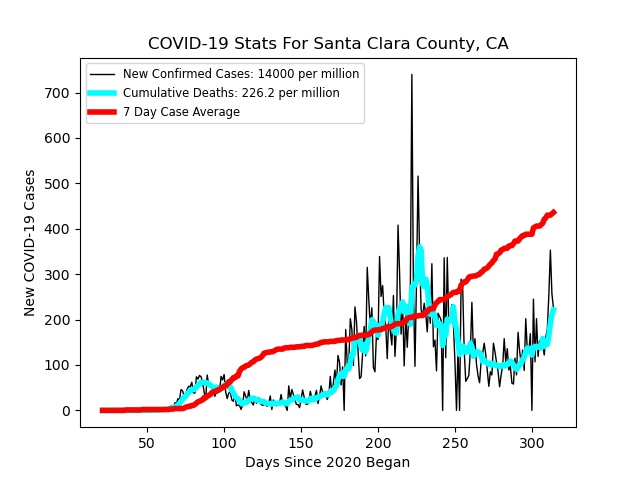 COVID-19 Stats For Santa Clara County, CA
New Confirmed Cases: 14000 per million
Cumulative Deaths: 226.2 per million
7 Day Case Average
New COVID-19 Cases
700
600
500
400
300
200
100
0
50
100
150
200
250
300
Days Since 2020 Began